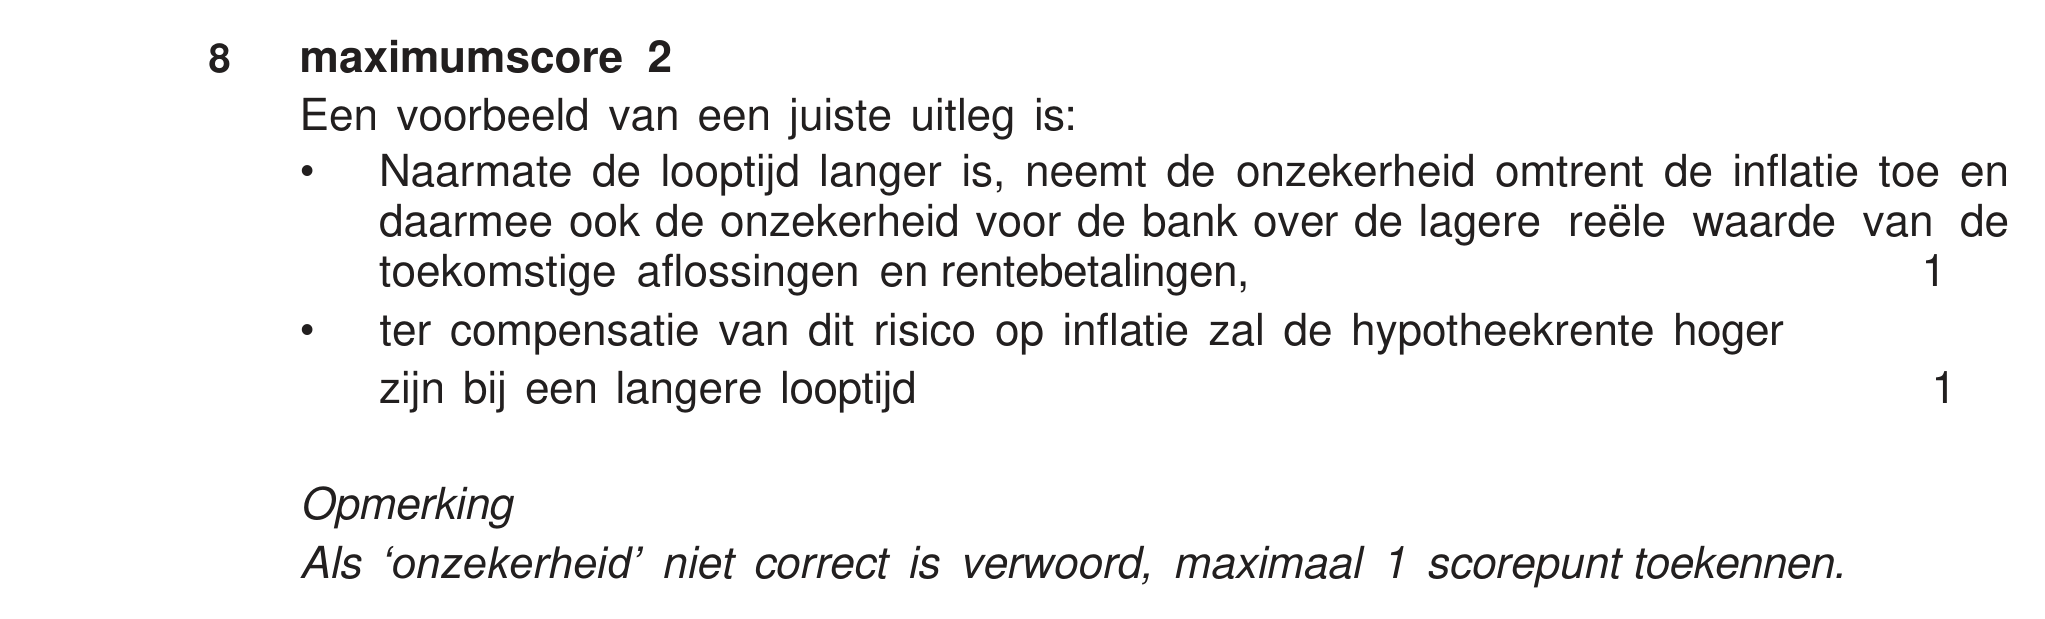 8 maximumscore 2
Een voorbeeld van een juiste uitleg is:
• Naarmate de looptijd langer is, neemt de onzekerheid omtrent de inflatie toe en
daarmee ook de onzekerheid voor de bank over de lagere reële waarde van de
toekomstige aflossingen en rentebetalingen, 1
• ter compensatie van dit risico op inflatie zal de hypotheekrente hoger
zijn bij een langere looptijd 1
Opmerking
Als ‘onzekerheid’ niet correct is verwoord, maximaal 1 scorepunt toekennen.